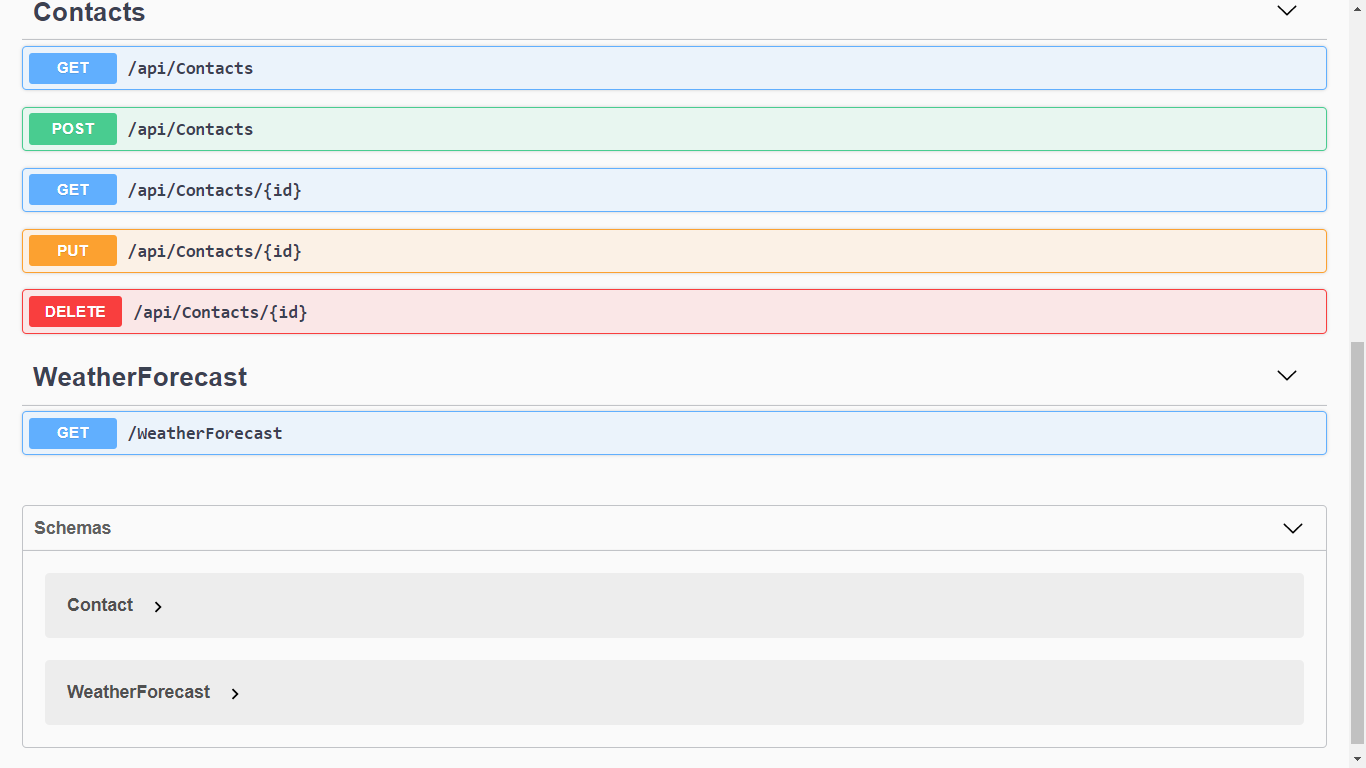 Contacts
GET /api/Contacts
POST /api/Contacts
GET /api/Contacts/{id}
PUT /api/Contacts/{id}
DELETE /api/Contacts/{id}
WeatherForecast
GET /WeatherForecast
Schemas
Contact
WeatherForecast